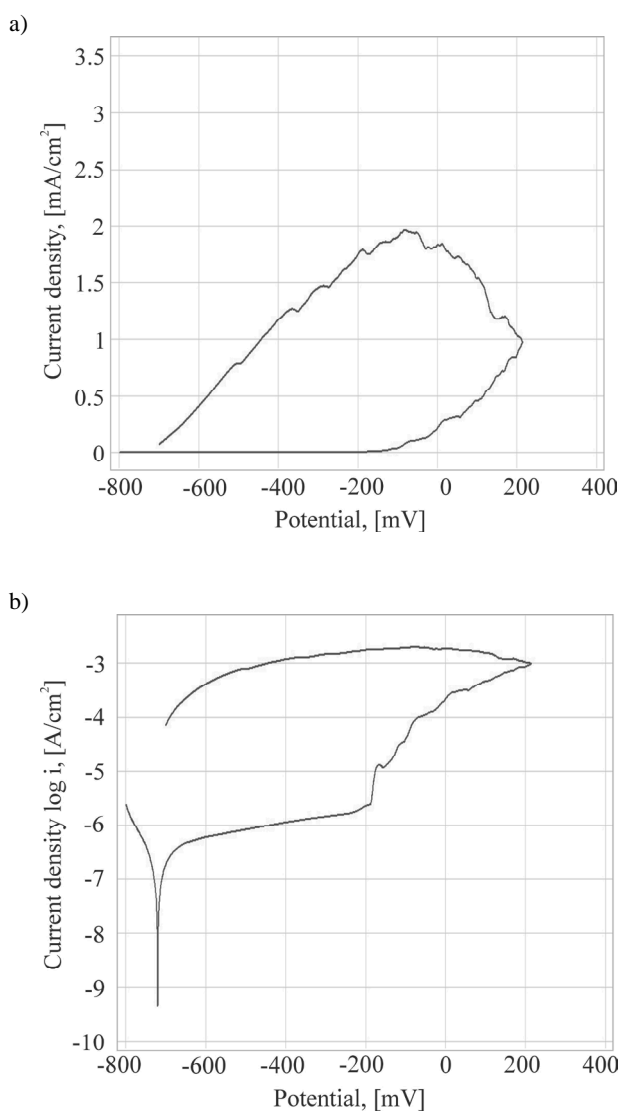 a)
3.5
3
2.5
2
1.5
1
0.5
0
Current density, [mA/cm²]
-800 -600 -400 -200 0 200 400
Potential, [mV]
b)
-3
-4
-5
-6
-7
-8
-9
-10
Current density log i, [A/cm²]
-800 -600 -400 -200 0 200 400
Potential, [mV]